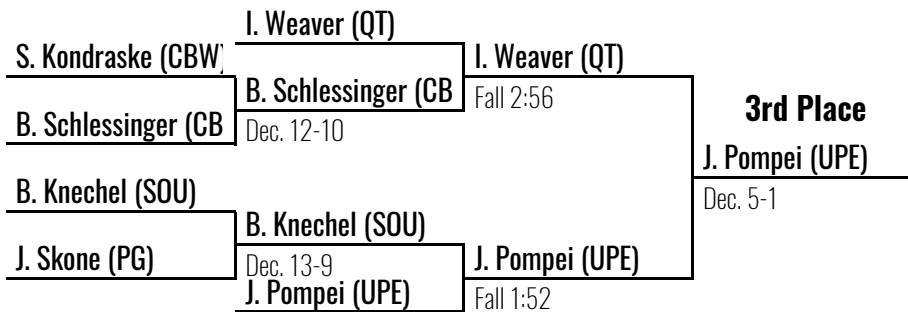 I. Weaver (QT)
S. Kondraske (CBW)
I. Weaver (QT)
B. Schlessinger (CB
Fall 2:56
3rd Place
B. Schlessinger (CB
Dec. 12-10
J. Pompei (UPE)
B. Knechel (SOU)
Dec. 5-1
B. Knechel (SOU)
J. Skone (PG)
Dec. 13-9
J. Pompei (UPE)
J. Pompei (UPE)
Fall 1:52